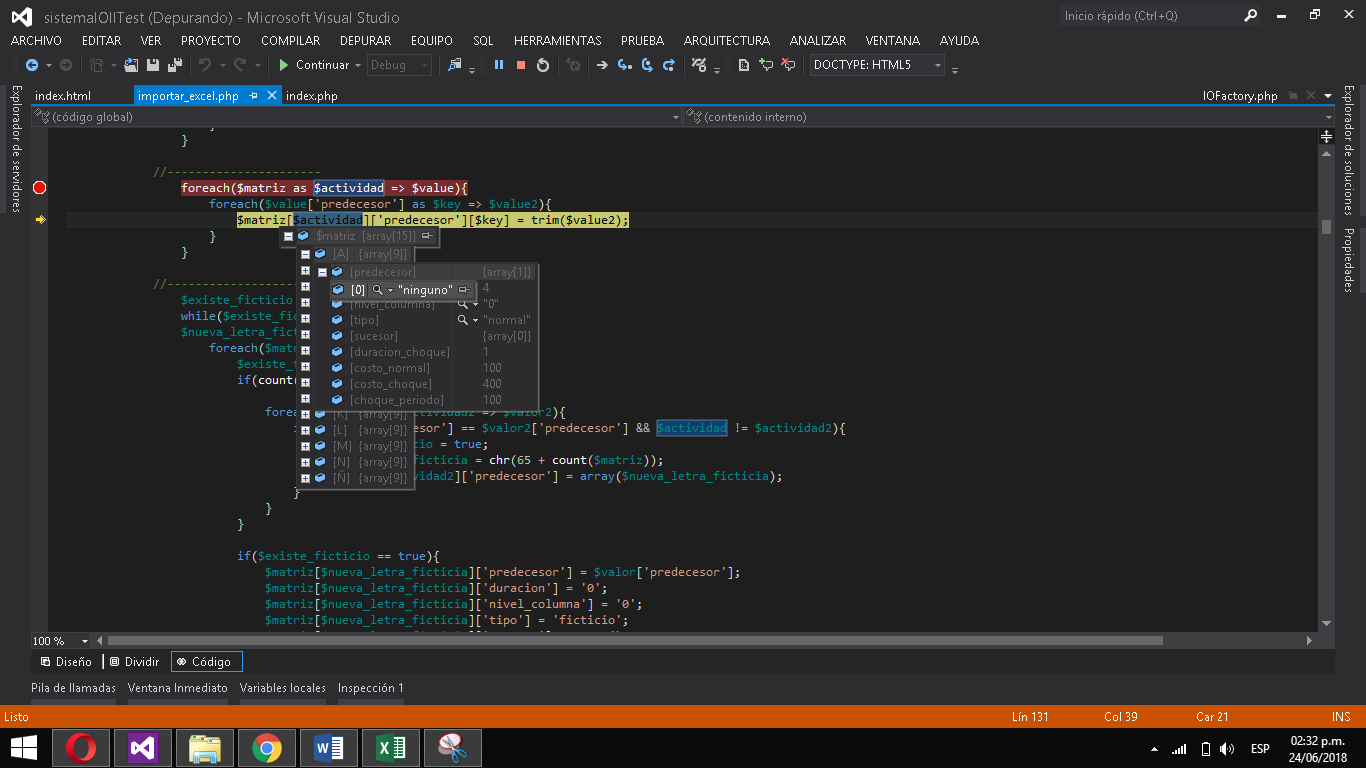 sistemaIOIITest (Depurando) - Microsoft Visual Studio
Inicio rápido (Ctrl+Q)
ARCHIVO EDITAR VER PROYECTO COMPILAR DEPURAR EQUIPO SQL HERRAMIENTAS PRUEBA ARQUITECTURA ANALIZAR VENTANA AYUDA
Continuar Debug DOCTYPE: HTML5
index.html importar_excel.php index.php IOFactory.php
(código global) (contenido interno)
Explorador de servidores
Explorador de soluciones
Propiedades
}
}
//----------------------
foreach($matriz as $actividad => $value){
foreach($value['predecesor'] as $key => $value2){
$matriz[$actividad]['predecesor'][$key] = trim($value2);
} $matriz {array[15]}
} [A] {array[9]}
[predecesor] {array[1]}
//----------------
[0] "ninguno" 4
$existe_ficticio [nivel_columna] "0"
while($existe_fi [tipo] "normal"
$nueva_letra_fic [sucesor] {array[0]}
foreach($mat [duracion_choque] 1
$existe_ [costo_normal] 100
if(count [costo_choque] 400
[choque_periodo] 100
fore [K] {array[9]} tividad2 => $valor2){
[L] {array[9]} esor'] == $valor2['predecesor'] && $actividad != $actividad2){
[M] {array[9]} cio = true;
[N] {array[9]} ficticia = chr(65 + count($matriz));
[Ñ] {array[9]} vidad2]['predecesor'] = array($nueva_letra_ficticia);
}
}
}
if($existe_ficticio == true){
$matriz[$nueva_letra_ficticia]['predecesor'] = $valor['predecesor'];
$matriz[$nueva_letra_ficticia]['duracion'] = '0';
$matriz[$nueva_letra_ficticia]['nivel_columna'] = '0';
$matriz[$nueva_letra_ficticia]['tipo'] = 'ficticio';
100 %
Diseño Dividir Código
Pila de llamadas Ventana Inmediato Variables locales Inspección 1
Listo Lín 131 Col 39 Car 21 INS
ESP 02:32 p.m.
24/06/2018